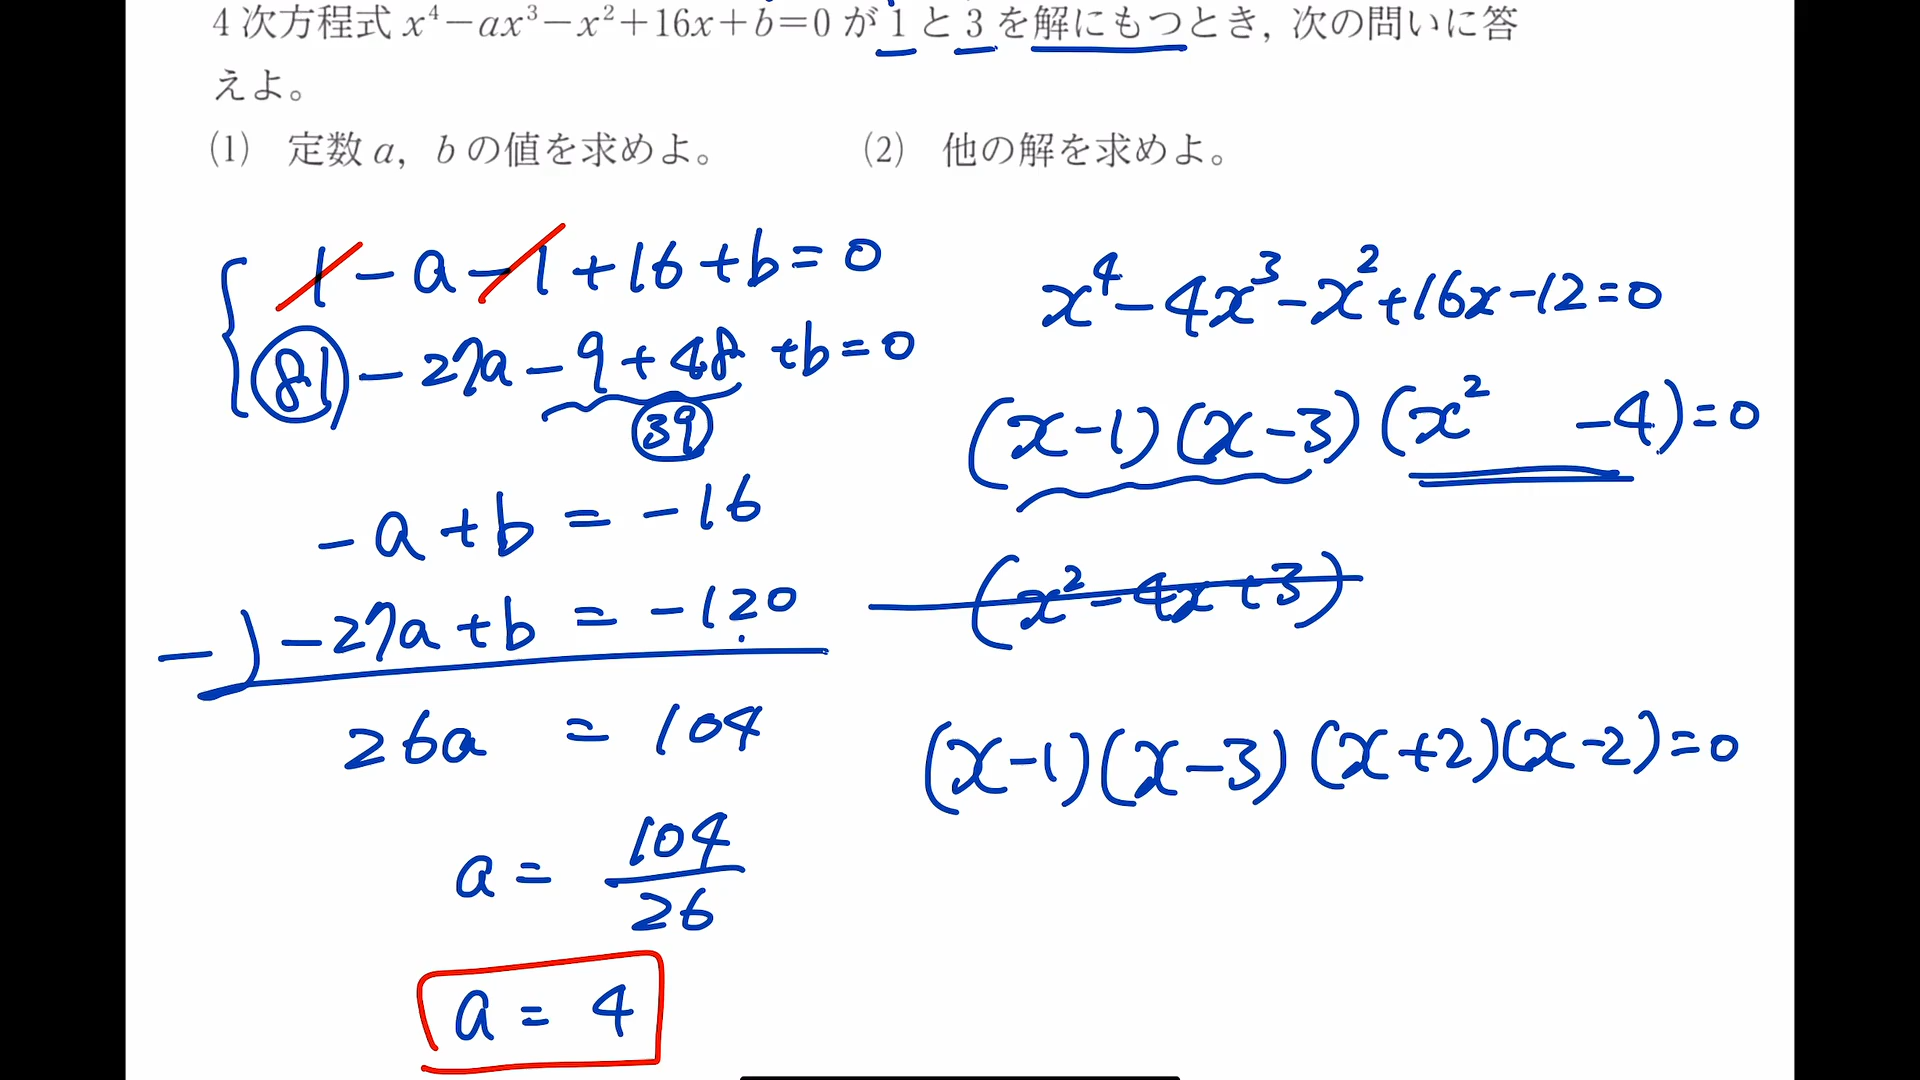 4次方程式 x⁴−ax³−x²+16x+b=0 が 1 と 3 を解にもつとき, 次の問いに答
えよ。
(1) 定数 a, b の値を求めよ。 (2) 他の解を求めよ。
1 − a − 1 + 16 + b = 0
81 − 27a − 9 + 48 + b = 0
39
−a + b = −16
−) −27a + b = −120
26a = 104
a = 104/26
a = 4
x⁴ − 4x³ − x² + 16x − 12 = 0
(x−1)(x−3)(x² −4) = 0
(x² − 4x + 3)
(x−1)(x−3)(x+2)(x−2) = 0